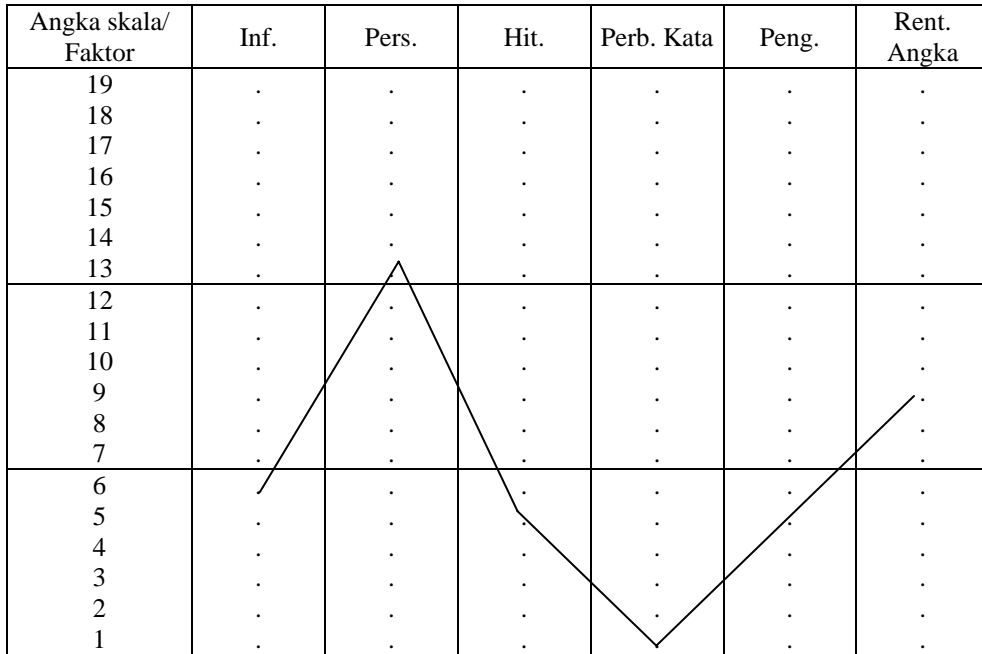 Angka skala/ Inf. Pers. Hit. Perb. Kata Peng. Rent.
Faktor Angka
19 . . . . . .
18 . . . . . .
17 . . . . . .
16 . . . . . .
15 . . . . . .
14 . . . . . .
13 . . . . . .
12 . . . . . .
11 . . . . . .
10 . . . . . .
9 . . . . . .
8 . . . . . .
7 . . . . . .
6 . . . . . .
5 . . . . . .
4 . . . . . .
3 . . . . . .
2 . . . . . .
1 . . . . . .